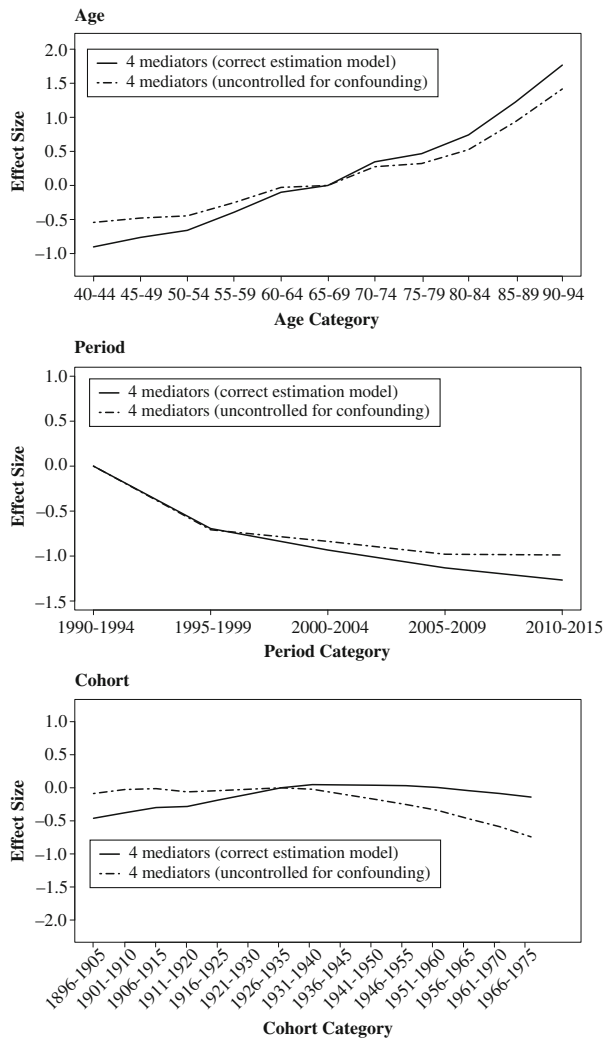 Age
2.0
1.5
1.0
0.5
0.0
−0.5
−1.0
Effect Size
4 mediators (correct estimation model)
4 mediators (uncontrolled for confounding)
40-44 45-49 50-54 55-59 60-64 65-69 70-74 75-79 80-84 85-89 90-94
Age Category
Period
1.0
0.5
0.0
−0.5
−1.0
−1.5
Effect Size
4 mediators (correct estimation model)
4 mediators (uncontrolled for confounding)
1990-1994 1995-1999 2000-2004 2005-2009 2010-2015
Period Category
Cohort
1.0
0.5
0.0
−0.5
−1.0
−1.5
−2.0
Effect Size
4 mediators (correct estimation model)
4 mediators (uncontrolled for confounding)
1896-1905 1901-1910 1906-1915 1911-1920 1916-1925 1921-1930 1926-1935 1931-1940 1936-1945 1941-1950 1946-1955 1951-1960 1956-1965 1961-1970 1966-1975
Cohort Category